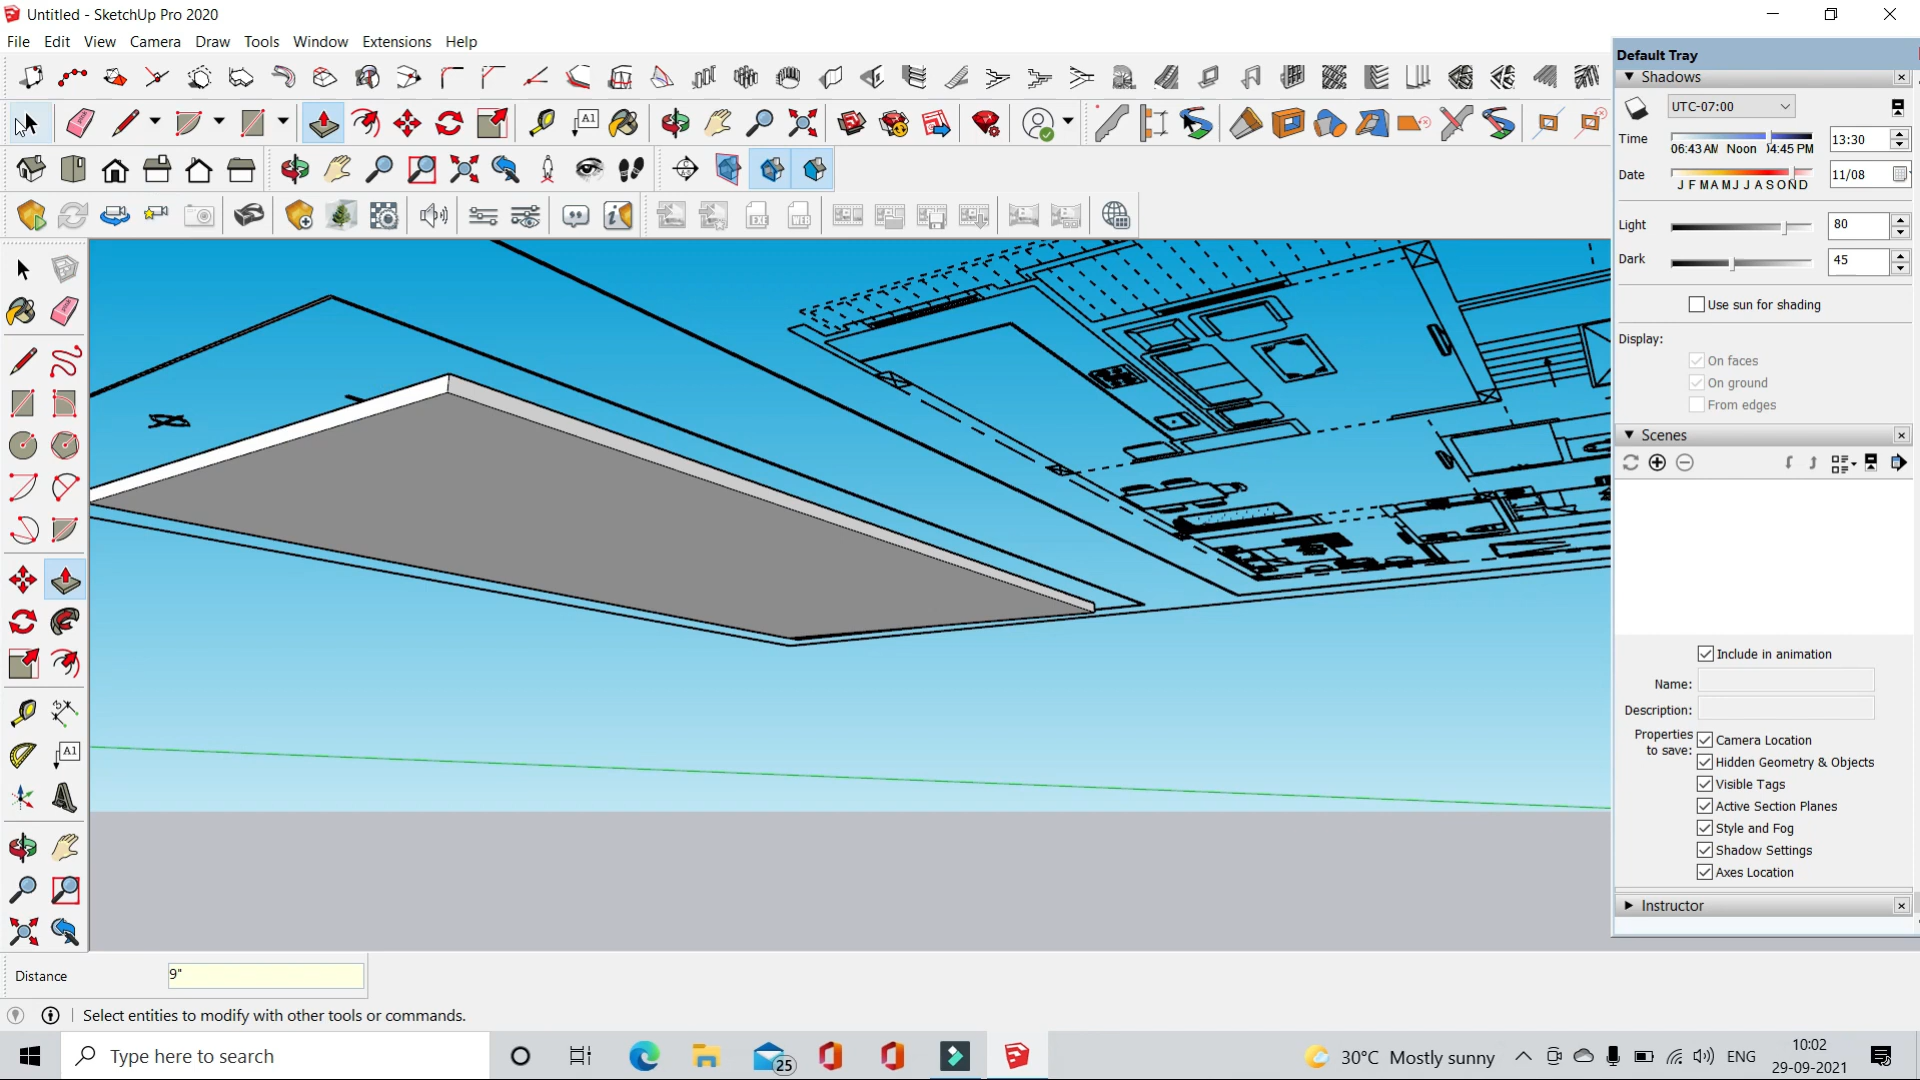 Untitled - SketchUp Pro 2020
File Edit View Camera Draw Tools Window Extensions Help
Default Tray
Shadows
UTC-07:00
Time
06:43 AM Noon 04:45 PM
13:30
Date
J F M A M J J A S O N D
11/08
Light
80
Dark
45
Use sun for shading
Display:
On faces
On ground
From edges
Scenes
Include in animation
Name:
Description:
Properties to save:
Camera Location
Hidden Geometry & Objects
Visible Tags
Active Section Planes
Style and Fog
Shadow Settings
Axes Location
Instructor
Distance
9"
Select entities to modify with other tools or commands.
Type here to search
25
30°C Mostly sunny
ENG
10:02
29-09-2021